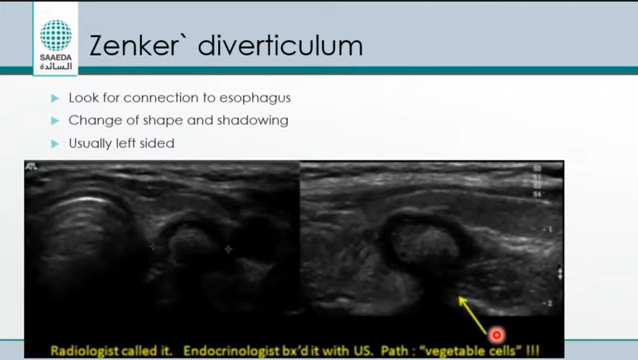 Zenker` diverticulum
SAAEDA
السائدة
Look for connection to esophagus
Change of shape and shadowing
Usually left sided
Radiologist called it. Endocrinologist bx'd it with US. Path : "vegetable cells" !!!